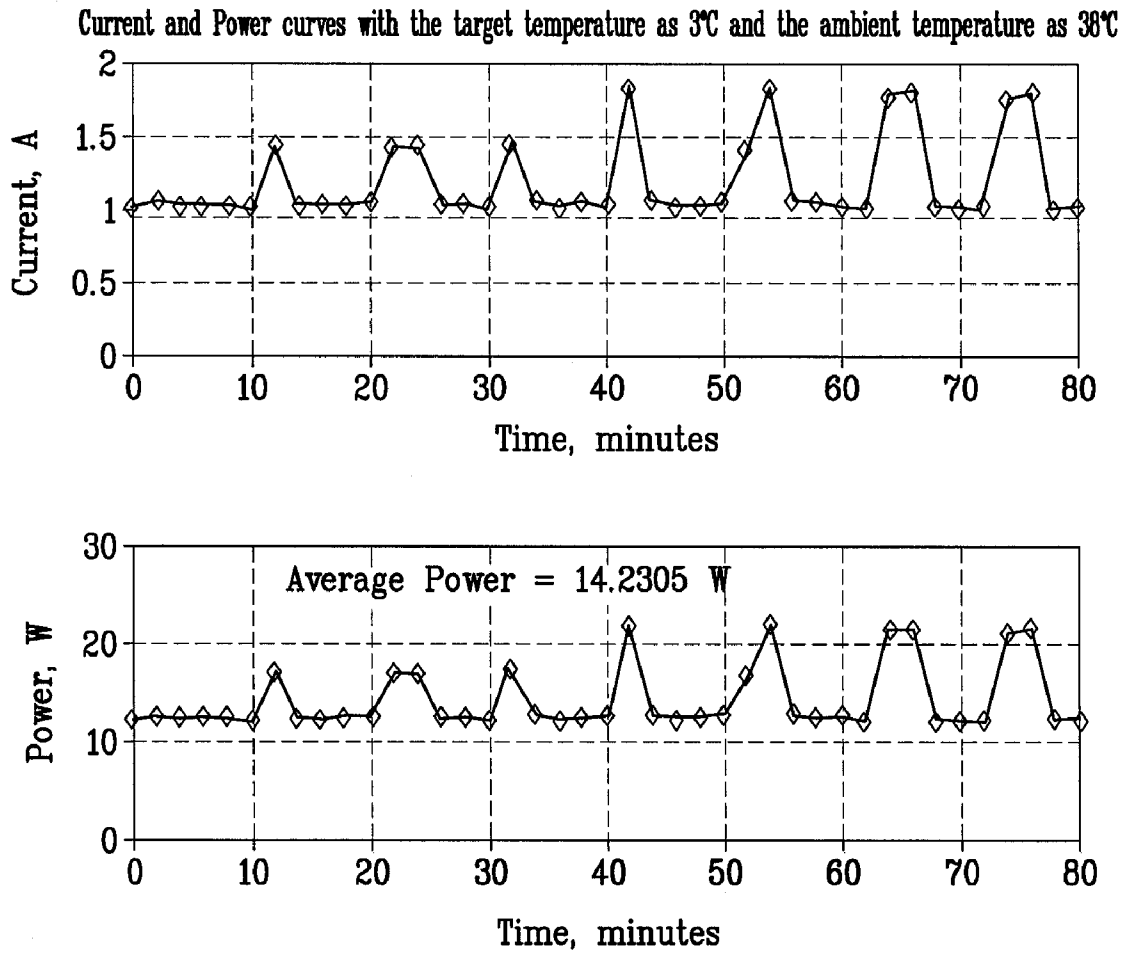 Current and Power curves with the target temperature as 3°C and the ambient temperature as 38°C
2
1.5
1
0.5
0
Current, A
0 10 20 30 40 50 60 70 80
Time, minutes
30
20
10
0
Power, W
Average Power = 14.2305 W
0 10 20 30 40 50 60 70 80
Time, minutes